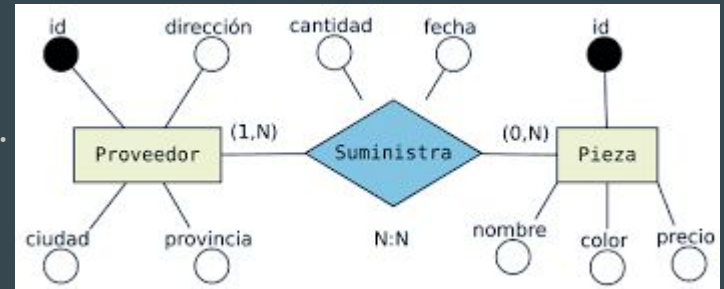 id
dirección
cantidad
fecha
id
(1,N)
(0,N)
Proveedor
Suministra
Pieza
ciudad
provincia
N:N
nombre
color
precio